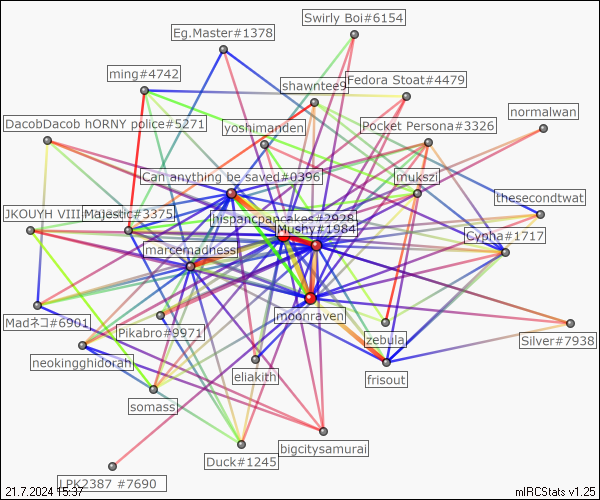 Swirly Boi#6154
Eg.Master#1378
ming#4742
shawntee9
Fedora Stoat#4479
normalwan
DacobDacob hORNY police#5271
yoshimanden
Pocket Persona#3326
Can anything be saved#0396
mukszi
thesecondtwat
JKOUYH VIII
Majestic#3375
hispancpancakes#2928
Mushy#1984
Cypha#1717
marcemadness
moonraven
Madネコ#6901
Pikabro#9971
zebula
Silver#7938
neokingghidorah
eliakith
frisout
somass
bigcitysamurai
Duck#1245
LPK2387 #7690
21.7.2024 15:37
mIRCStats v1.25